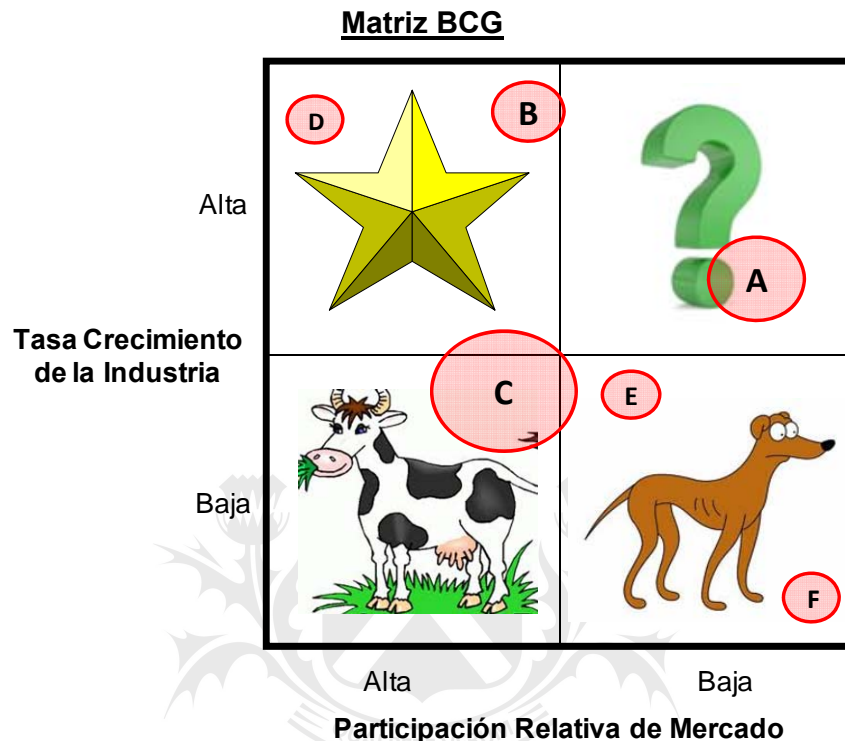 Matriz BCG
D
B
Alta
A
Tasa Crecimiento
de la Industria
C
E
Baja
F
Alta
Baja
Participación Relativa de Mercado